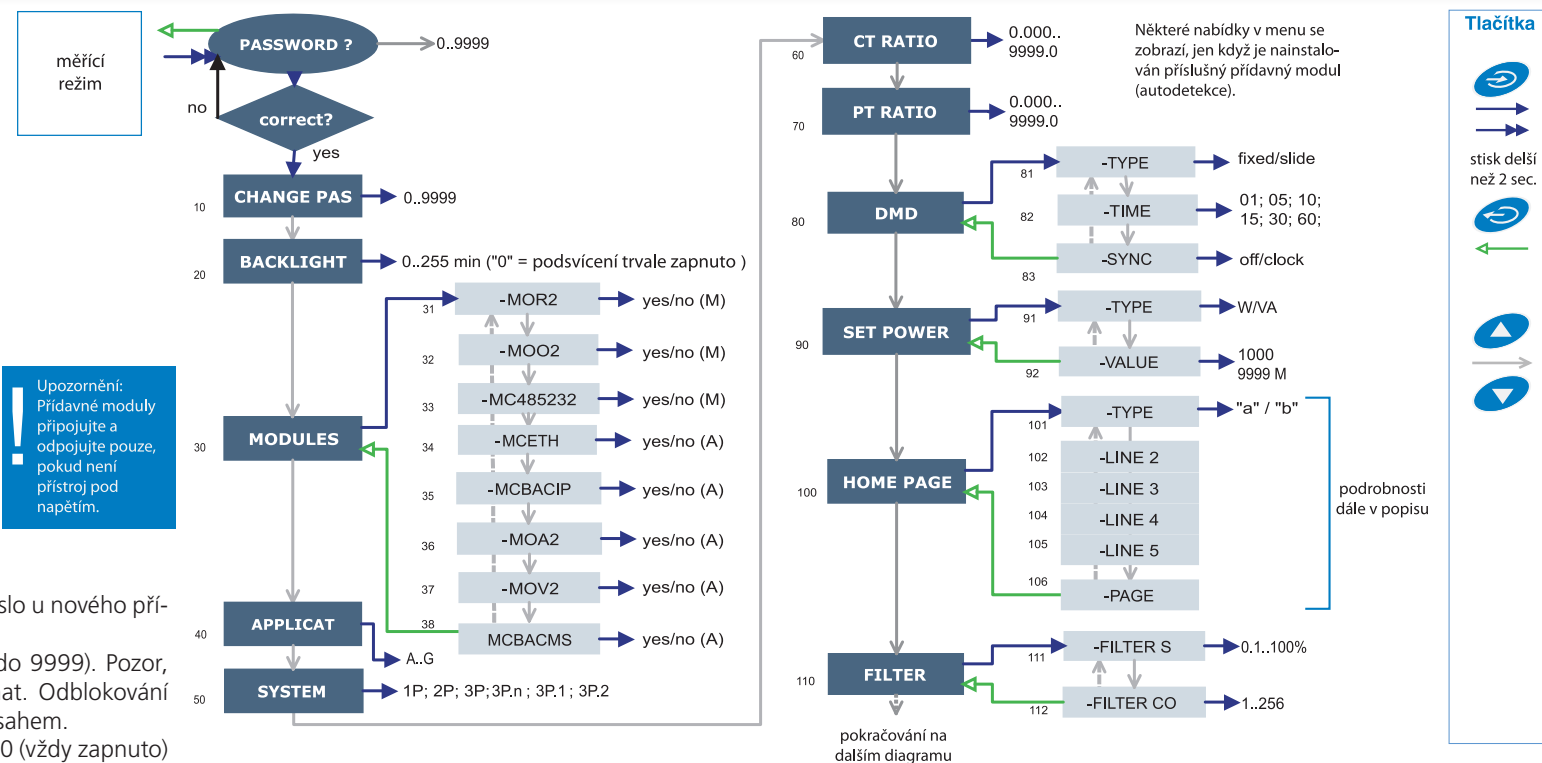 měřící
režim
PASSWORD ?
0..9999
no
correct?
yes
10
CHANGE PAS
0..9999
20
BACKLIGHT
0..255 min ("0" = podsvícení trvale zapnuto )
30
MODULES
31
-MOR2
yes/no (M)
32
-MOO2
yes/no (M)
33
-MC485232
yes/no (M)
34
-MCETH
yes/no (A)
35
-MCBACIP
yes/no (A)
36
-MOA2
yes/no (A)
37
-MOV2
yes/no (A)
38
MCBACMS
yes/no (A)
40
APPLICAT
A..G
50
SYSTEM
1P; 2P; 3P;3P.n ; 3P.1 ; 3P.2
!
Upozornění:
Přídavné moduly
připojujte a
odpojujte pouze,
pokud není
přístroj pod
napětím.
slo u nového pří-
do 9999). Pozor,
nat. Odblokování
sahem.
0 (vždy zapnuto)
60
CT RATIO
0.000..
9999.0
70
PT RATIO
0.000..
9999.0
Některé nabídky v menu se
zobrazí, jen když je nainstalo-
ván příslušný přídavný modul
(autodetekce).
80
DMD
81
-TYPE
fixed/slide
82
-TIME
01; 05; 10;
15; 30; 60;
83
-SYNC
off/clock
90
SET POWER
91
-TYPE
W/VA
92
-VALUE
1000
9999 M
100
HOME PAGE
101
-TYPE
"a" / "b"
102
-LINE 2
103
-LINE 3
104
-LINE 4
105
-LINE 5
106
-PAGE
podrobnosti
dále v popisu
110
FILTER
111
-FILTER S
0.1..100%
112
-FILTER CO
1..256
pokračování na
dalším diagramu
Tlačítka
stisk delší
než 2 sec.